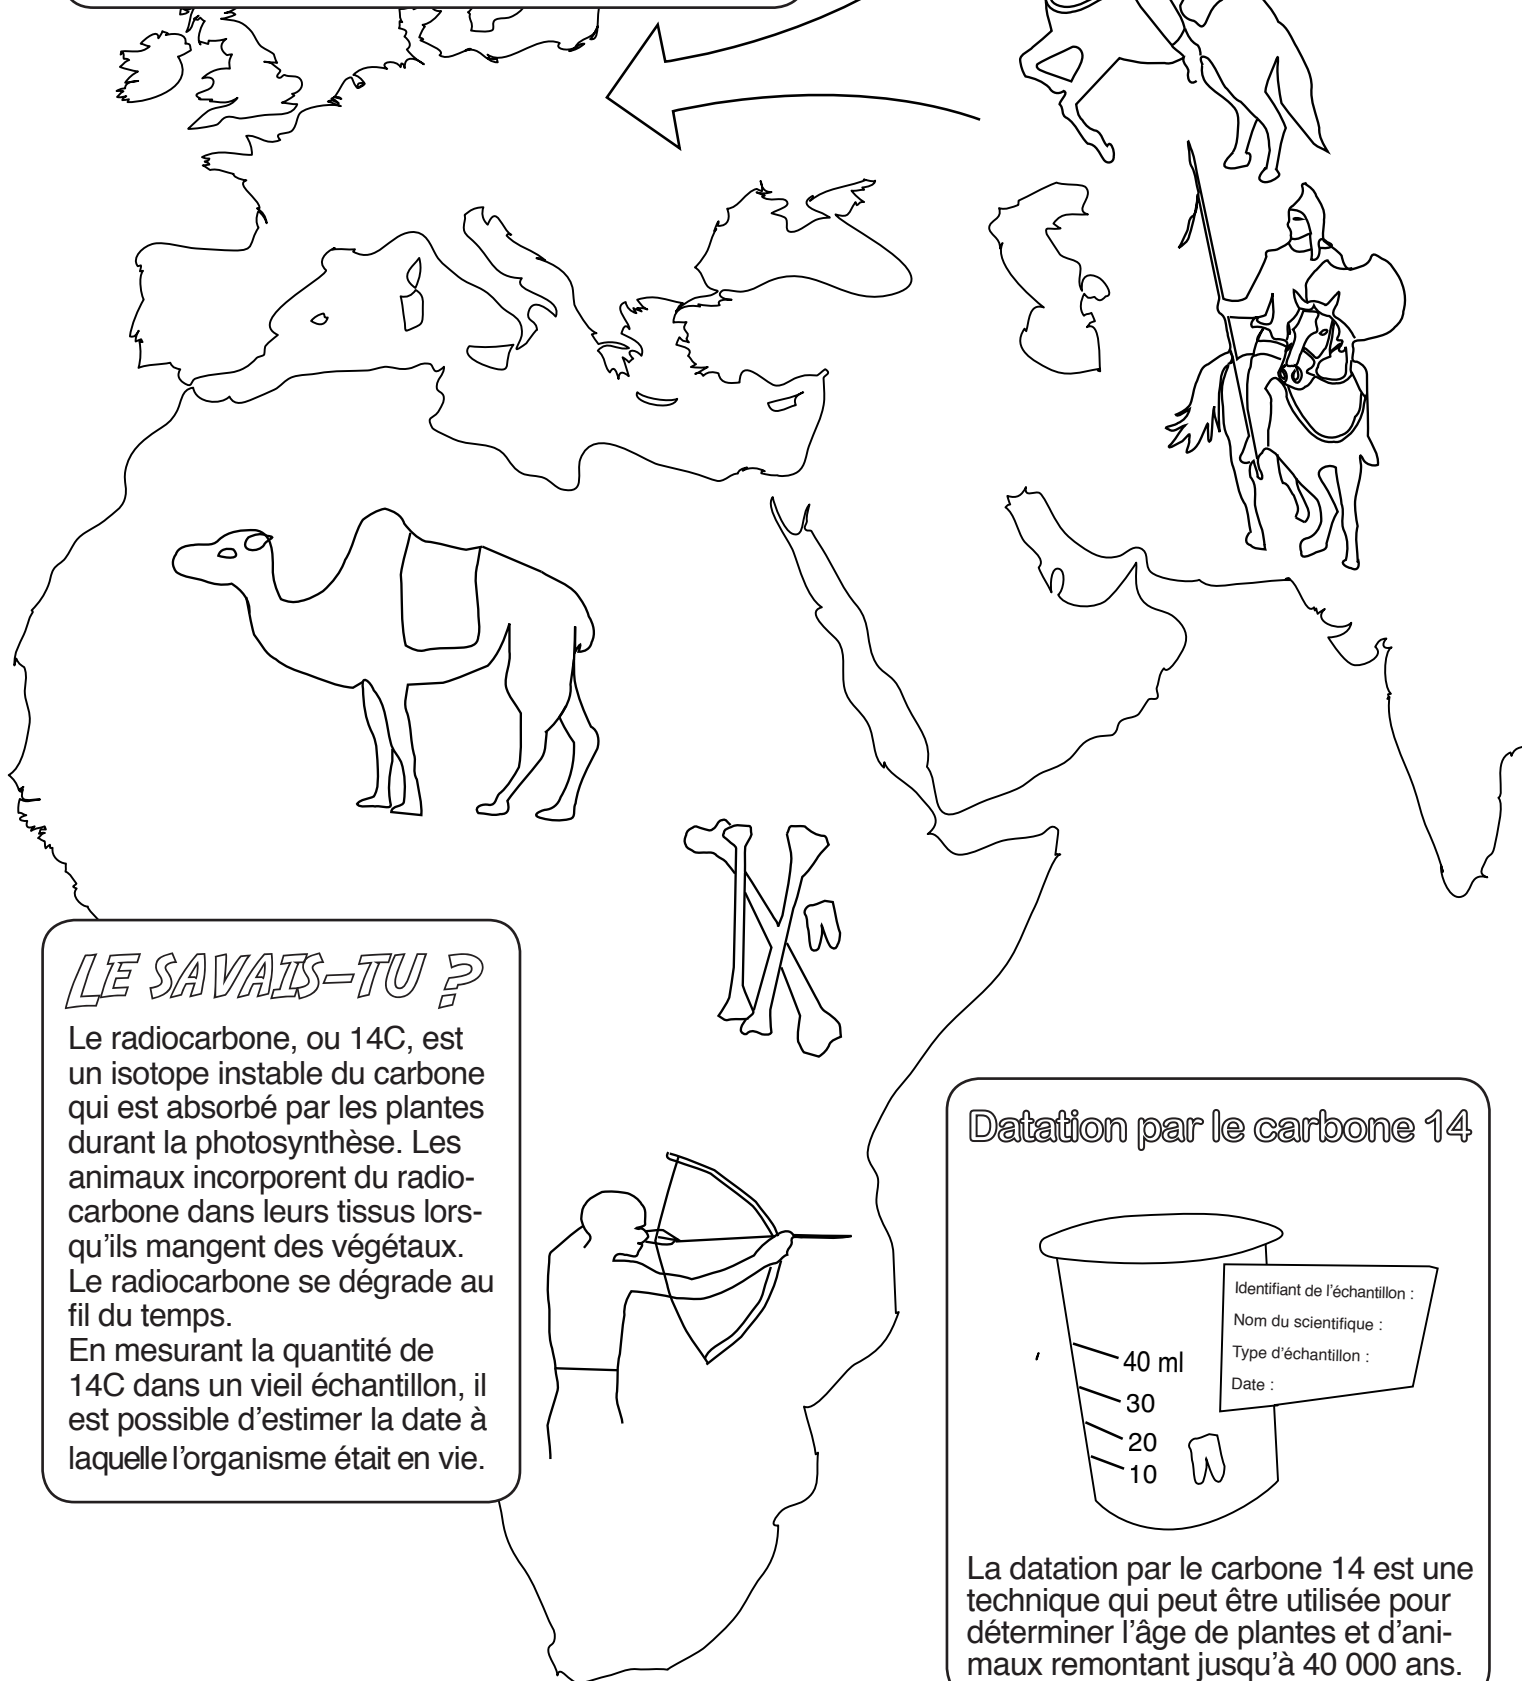 LE SAVAIS-TU ?
Le radiocarbone, ou 14C, est
un isotope instable du carbone
qui est absorbé par les plantes
durant la photosynthèse. Les
animaux incorporent du radio-
carbone dans leurs tissus lors-
qu'ils mangent des végétaux.
Le radiocarbone se dégrade au
fil du temps.
En mesurant la quantité de
14C dans un vieil échantillon, il
est possible d'estimer la date à
laquelle l'organisme était en vie.
Datation par le carbone 14
Identifiant de l'échantillon :
Nom du scientifique :
Type d'échantillon :
Date :
40 ml
30
20
10
La datation par le carbone 14 est une
technique qui peut être utilisée pour
déterminer l'âge de plantes et d'ani-
maux remontant jusqu'à 40 000 ans.